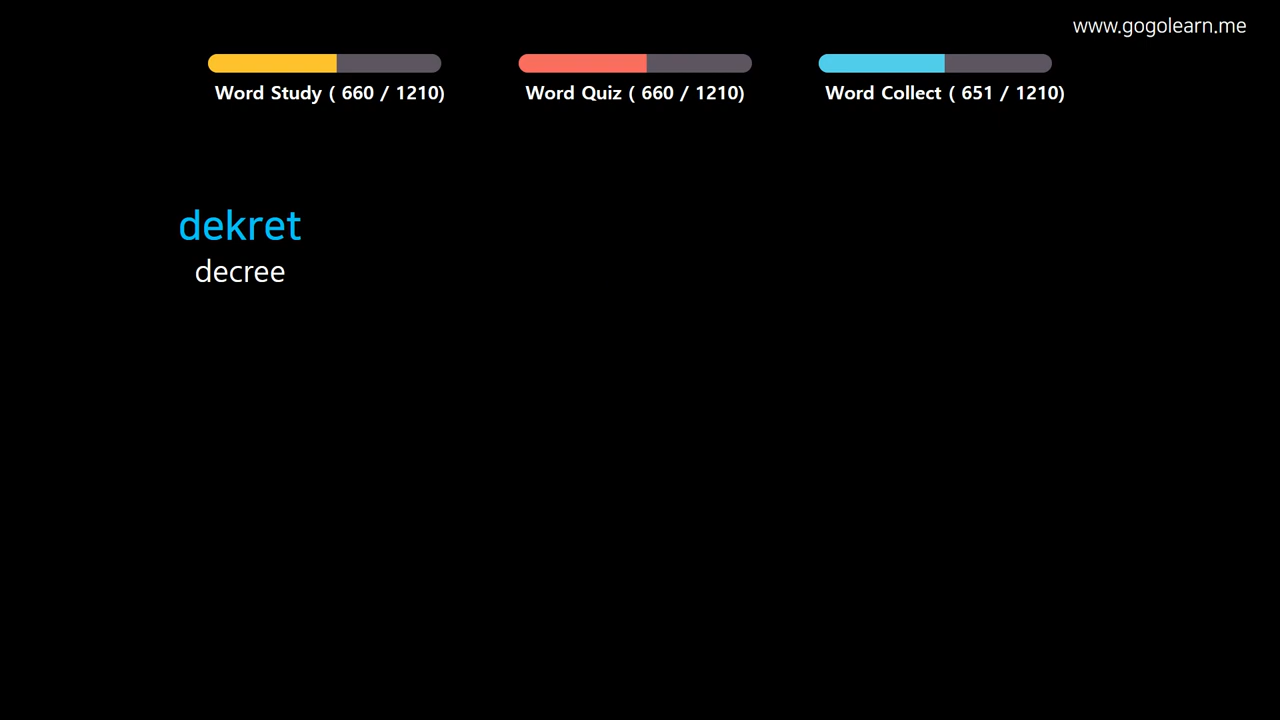 www.gogolearn.me
Word Study ( 660 / 1210)
Word Quiz ( 660 / 1210)
Word Collect ( 651 / 1210)
dekret
decree